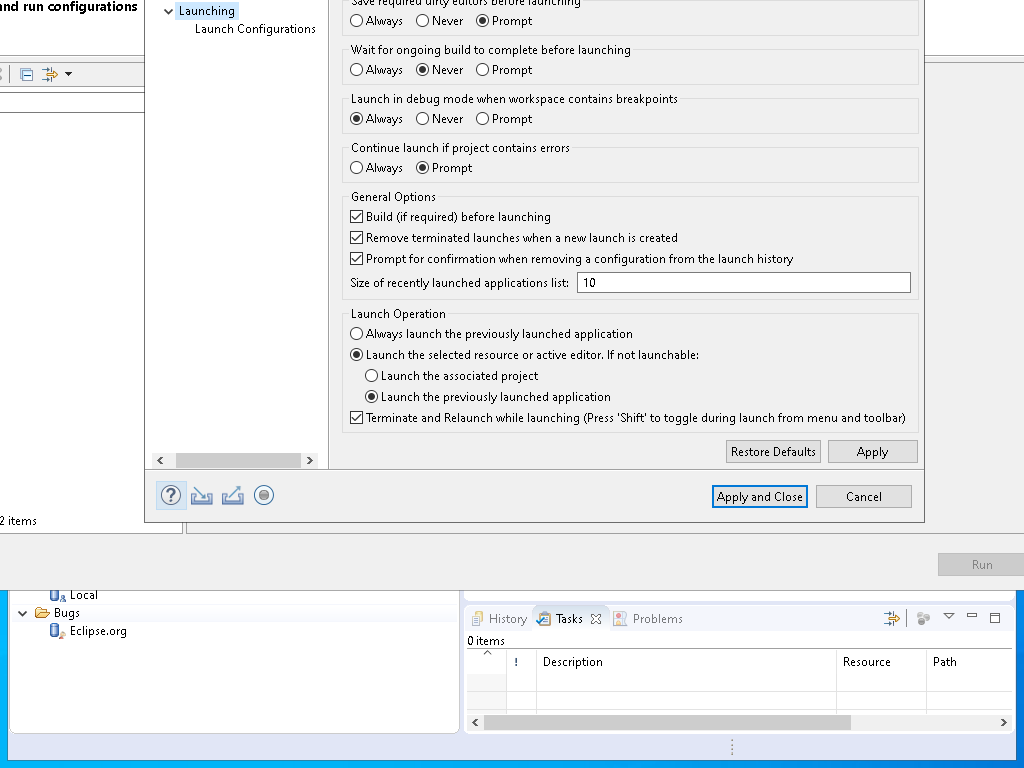 and run configurations
Launching
Launch Configurations
Save required dirty editors before launching
Always Never Prompt
Wait for ongoing build to complete before launching
Always Never Prompt
Launch in debug mode when workspace contains breakpoints
Always Never Prompt
Continue launch if project contains errors
Always Prompt
General Options
Build (if required) before launching
Remove terminated launches when a new launch is created
Prompt for confirmation when removing a configuration from the launch history
Size of recently launched applications list: 10
Launch Operation
Always launch the previously launched application
Launch the selected resource or active editor. If not launchable:
Launch the associated project
Launch the previously launched application
Terminate and Relaunch while launching (Press 'Shift' to toggle during launch from menu and toolbar)
Restore Defaults Apply
Apply and Close Cancel
2 items
Run
Local
Bugs
Eclipse.org
History Tasks Problems
0 items
! Description Resource Path